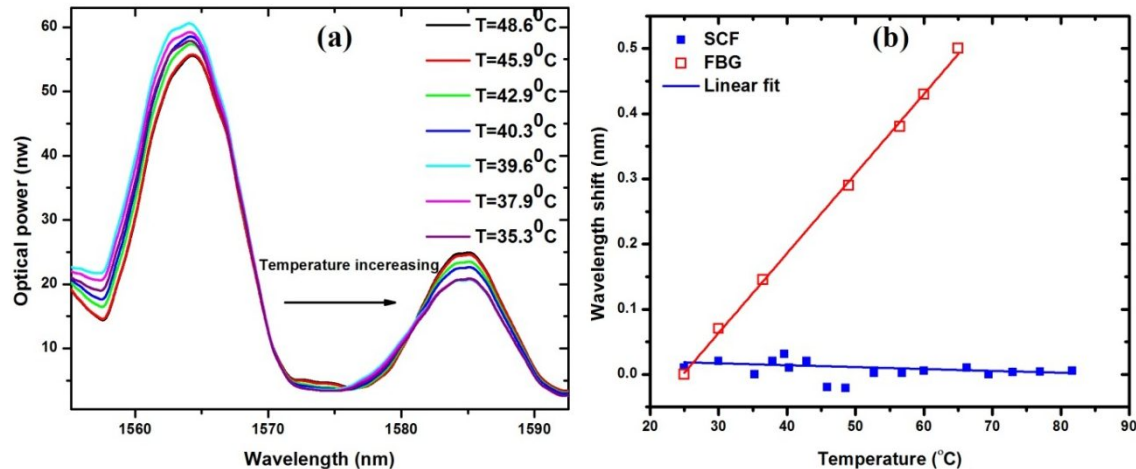 (a)
T=48.6⁰C
T=45.9⁰C
T=42.9⁰C
T=40.3⁰C
T=39.6⁰C
T=37.9⁰C
T=35.3⁰C
Temperature incereasing
Optical power (nw)
60
50
40
30
20
10
1560
1570
1580
1590
Wavelength (nm)
(b)
SCF
FBG
Linear fit
Wavelength shift (nm)
0.5
0.4
0.3
0.2
0.1
0.0
20
30
40
50
60
70
80
90
Temperature (°C)